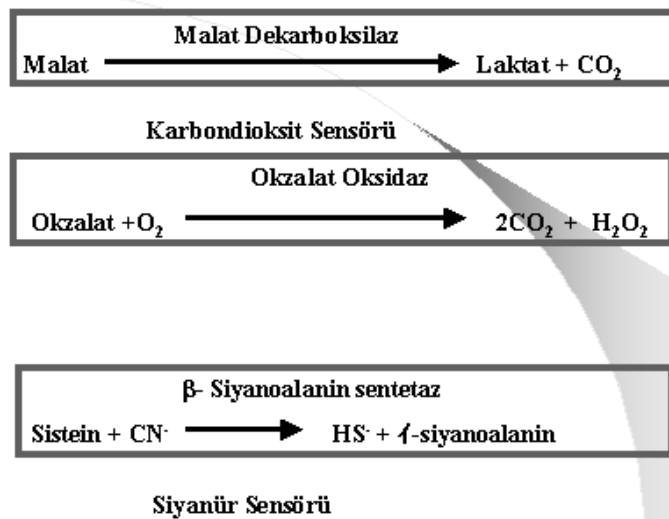 Malat Dekarboksilaz
Malat Laktat + CO₂
Karbondioksit Sensörü
Okzalat Oksidaz
Okzalat +O₂ 2CO₂ + H₂O₂
β- Siyanoalanin sentetaz
Sistein + CN⁻ HS⁻ + -siyanoalanin
Siyanür Sensörü